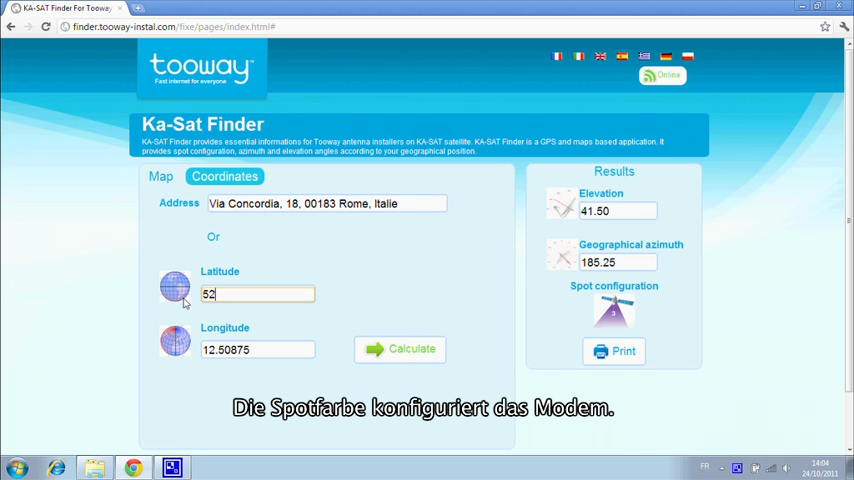 KA-SAT Finder For Tooway
finder.tooway-instal.com/fixe/pages/index.html#
tooway
Fast internet for everyone
Online
Ka-Sat Finder
KA-SAT Finder provides essential informations for Tooway antenna installers on KA-SAT satellite. KA-SAT Finder is a GPS and maps based application. It
provides spot configuration, azimuth and elevation angles according to your geographical position.
Map
Coordinates
Address
Via Concordia, 18, 00183 Rome, Italie
Or
Latitude
52
Longitude
12.50875
Calculate
Results
Elevation
41.50
Geographical azimuth
185.25
Spot configuration
3
Print
Die Spotfarbe konfiguriert das Modem.
FR
14:04
24/10/2011